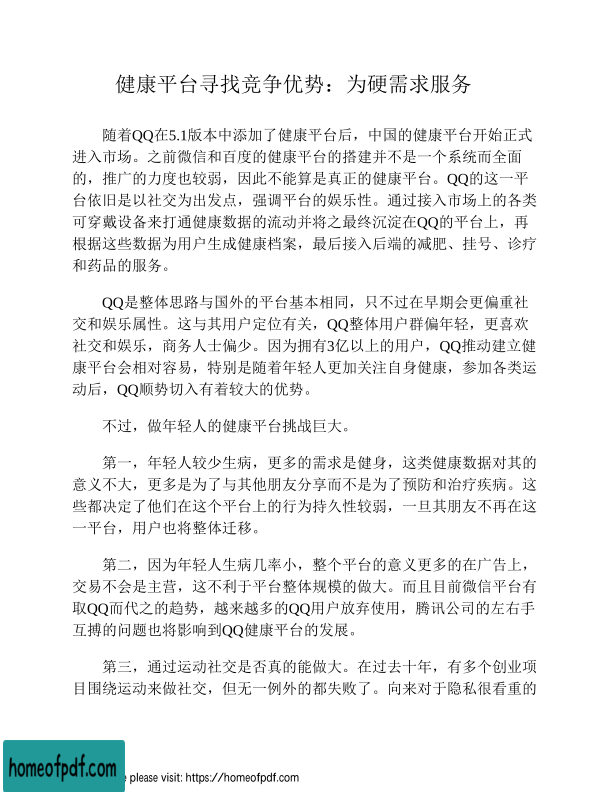 健康平台寻找竞争优势：为硬需求服务
随着QQ在5.1版本中添加了健康平台后，中国的健康平台开始正式
进入市场。之前微信和百度的健康平台的搭建并不是一个系统而全面
的，推广的力度也较弱，因此不能算是真正的健康平台。QQ的这一平
台依旧是以社交为出发点，强调平台的娱乐性。通过接入市场上的各类
可穿戴设备来打通健康数据的流动并将之最终沉淀在QQ的平台上，再
根据这些数据为用户生成健康档案，最后接入后端的减肥、挂号、诊疗
和药品的服务。
QQ是整体思路与国外的平台基本相同，只不过在早期会更偏重社
交和娱乐属性。这与其用户定位有关，QQ整体用户群偏年轻，更喜欢
社交和娱乐，商务人士偏少。因为拥有3亿以上的用户，QQ推动建立健
康平台会相对容易，特别是随着年轻人更加关注自身健康，参加各类运
动后，QQ顺势切入有着较大的优势。
不过，做年轻人的健康平台挑战巨大。
第一，年轻人较少生病，更多的需求是健身，这类健康数据对其的
意义不大，更多是为了与其他朋友分享而不是为了预防和治疗疾病。这
些都决定了他们在这个平台上的行为持久性较弱，一旦其朋友不再在这
一平台，用户也将整体迁移。
第二，因为年轻人生病几率小，整个平台的意义更多的在广告上，
交易不会是主营，这不利于平台整体规模的做大。而且目前微信平台有
取QQ而代之的趋势，越来越多的QQ用户放弃使用，腾讯公司的左右手
互搏的问题也将影响到QQ健康平台的发展。
第三，通过运动社交是否真的能做大。在过去十年，有多个创业项
目围绕运动来做社交，但无一例外的都失败了。向来对于隐私很看重的
homeofpdf.com
e please visit: https://homeofpdf.com